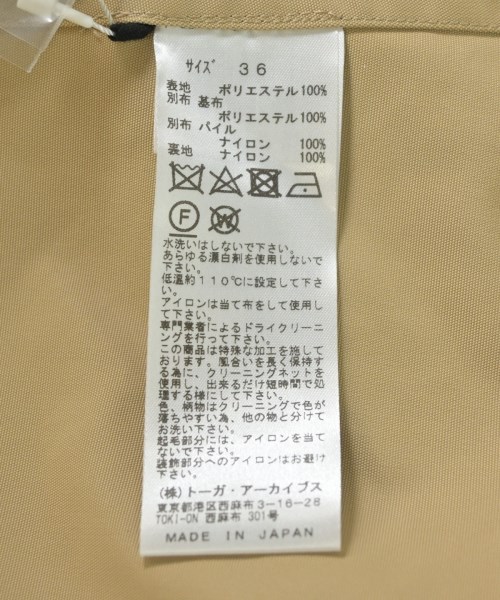 サイズ 36
表地 ポリエステル100%
別布 基布
ポリエステル100%
別布 パイル
ナイロン 100%
裏地 ナイロン 100%
F W
水洗いはしないで下さい。
あらゆる漂白剤を使用しないで
下さい。
低温約110℃に設定して下さ
い。
アイロンは当て布をして使用し
て下さい。
専門業者によるドライクリーニ
ングを行って下さい。
この商品は特殊な加工を施して
おります。風合いを長く保持す
る為に、クリーニングネットを
使用し、出来るだけ短時間で処
理する様にして下さい。
色、柄物はクリーニングで色が
落ちやすい為、他の物と分けて
お洗い下さい。
起毛部分には、アイロンを当て
ないで下さい。
装飾部分へのアイロンはお避け
下さい。
(株)トーガ・アーカイブス
東京都港区西麻布3-16-28
TOKI-ON 西麻布 301号
MADE IN JAPAN